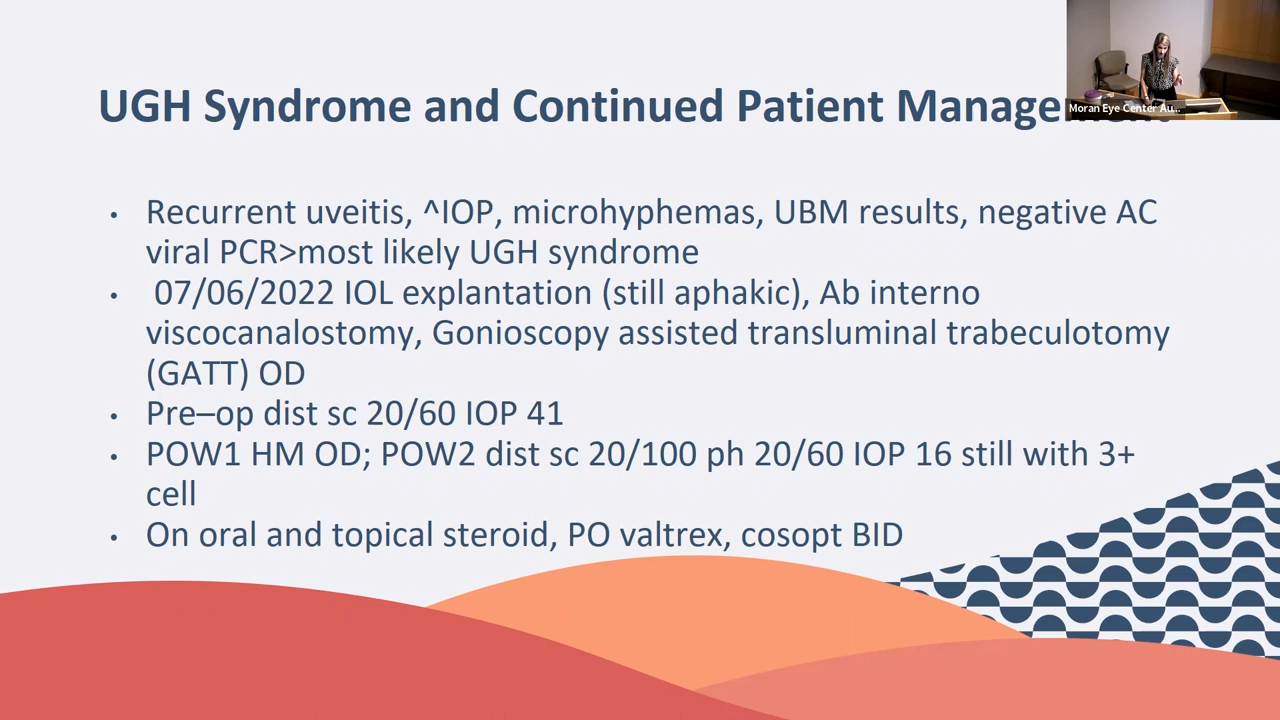 UGH Syndrome and Continued Patient Management
Moran Eye Center Au...
• Recurrent uveitis, ^IOP, microhyphemas, UBM results, negative AC
viral PCR>most likely UGH syndrome
• 07/06/2022 IOL explantation (still aphakic), Ab interno
viscocanalostomy, Gonioscopy assisted transluminal trabeculotomy
(GATT) OD
• Pre–op dist sc 20/60 IOP 41
• POW1 HM OD; POW2 dist sc 20/100 ph 20/60 IOP 16 still with 3+
cell
• On oral and topical steroid, PO valtrex, cosopt BID